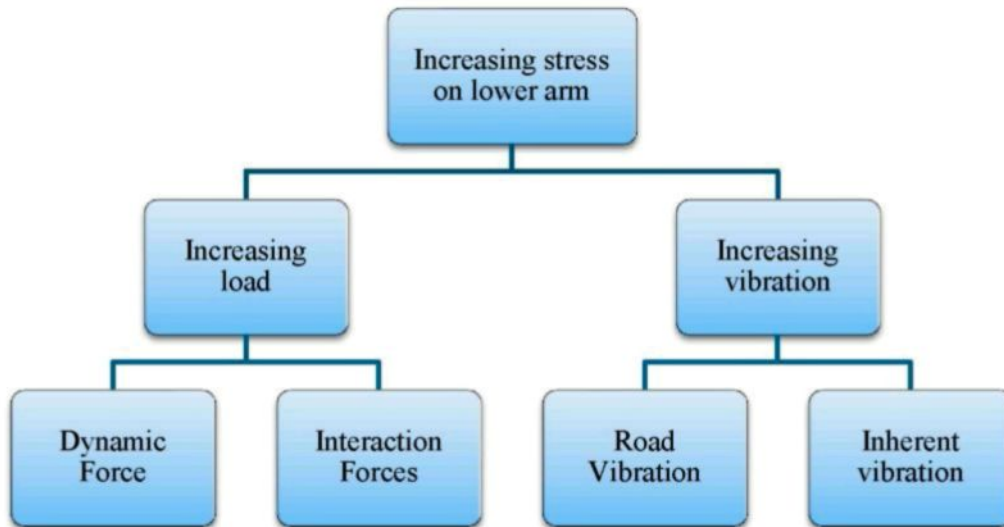 Increasing stress
on lower arm
Increasing
load
Increasing
vibration
Dynamic
Force
Interaction
Forces
Road
Vibration
Inherent
vibration